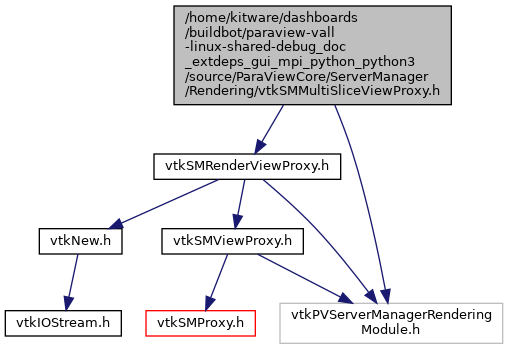 /home/kitware/dashboards
/buildbot/paraview-vall
-linux-shared-debug_doc
_extdeps_gui_mpi_python_python3
/source/ParaViewCore/ServerManager
/Rendering/vtkSMMultiSliceViewProxy.h
vtkSMRenderViewProxy.h
vtkNew.h
vtkSMViewProxy.h
vtkIOStream.h
vtkSMProxy.h
vtkPVServerManagerRendering
Module.h